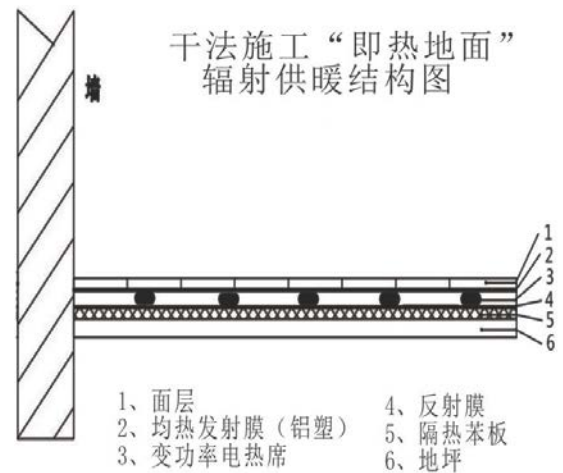 干法施工“即热地面”
辐射供暖结构图
1
2
3
4
5
6
1、面层
2、均热发射膜（铝塑）
3、变功率电热席
4、反射膜
5、隔热苯板
6、地坪